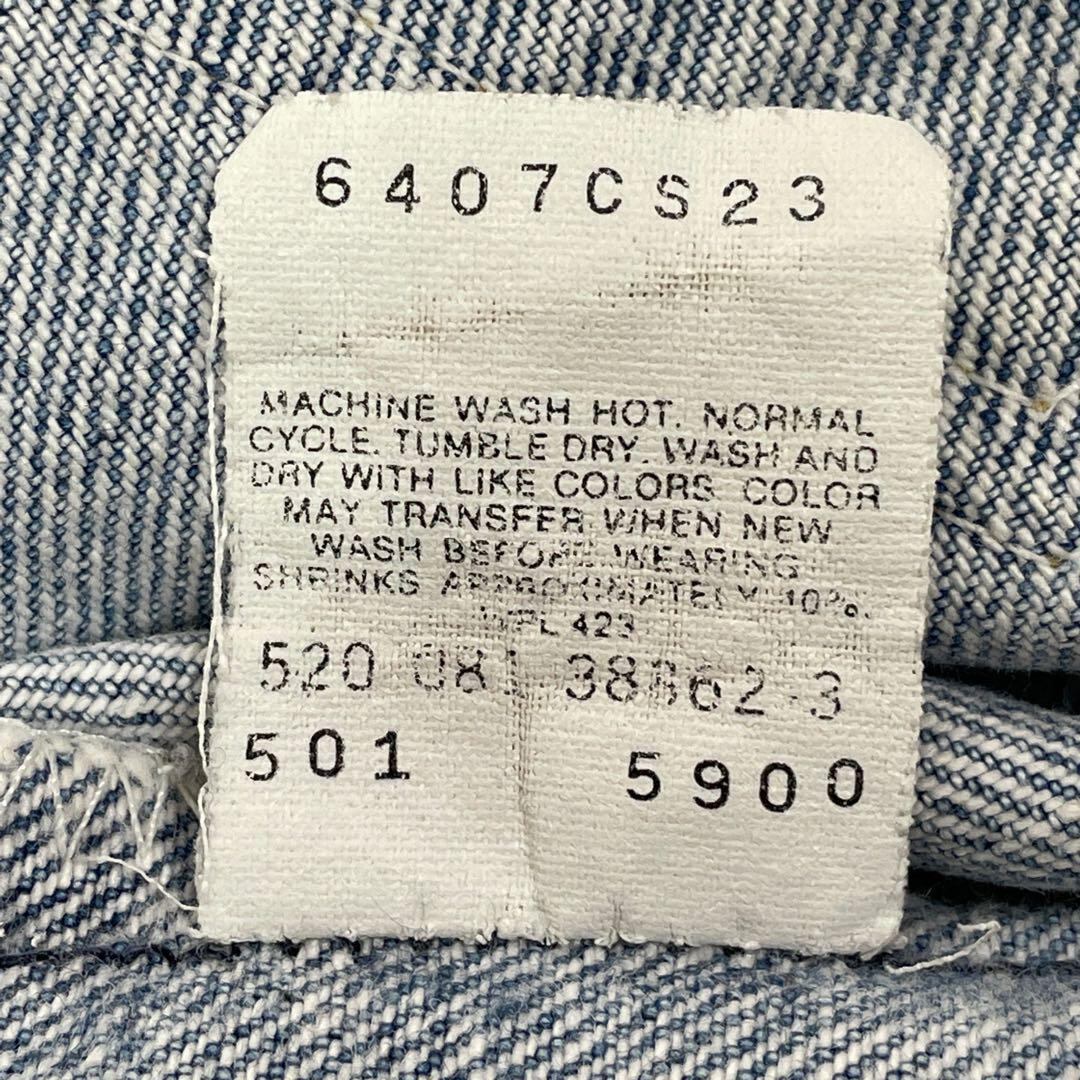 6407CS23
MACHINE WASH HOT. NORMAL
CYCLE. TUMBLE DRY. WASH AND
DRY WITH LIKE COLORS. COLOR
MAY TRANSFER WHEN NEW
WASH BEFORE WEARING
SHRINKS APPROXIMATELY 10%.
WPL 423
520 081 38862-3
501 5900